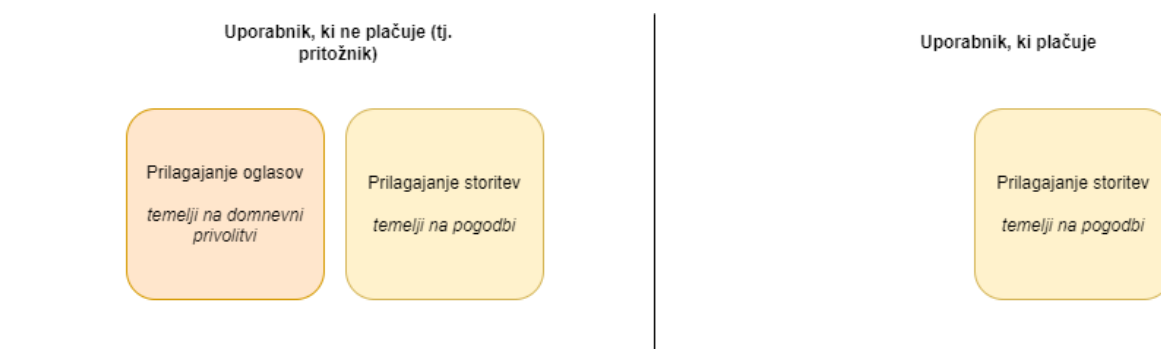 Uporabnik, ki ne plačuje (tj.
pritožnik)
Prilagajanje oglasov
temelji na domnevni
privolitvi
Prilagajanje storitev
temelji na pogodbi
Uporabnik, ki plačuje
Prilagajanje storitev
temelji na pogodbi